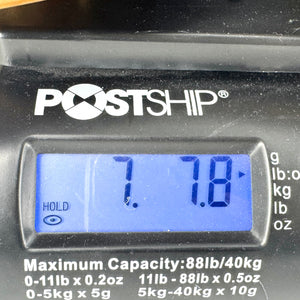 POSTSHIP®
7. 7.8
HOLD
g
lb:o
kg
lb
oz
Maximum Capacity:88lb/40kg
0-11lb x 0.2oz 11lb - 88lb x 0.5oz
0-5kg x 5g 5kg-40kg x 10g